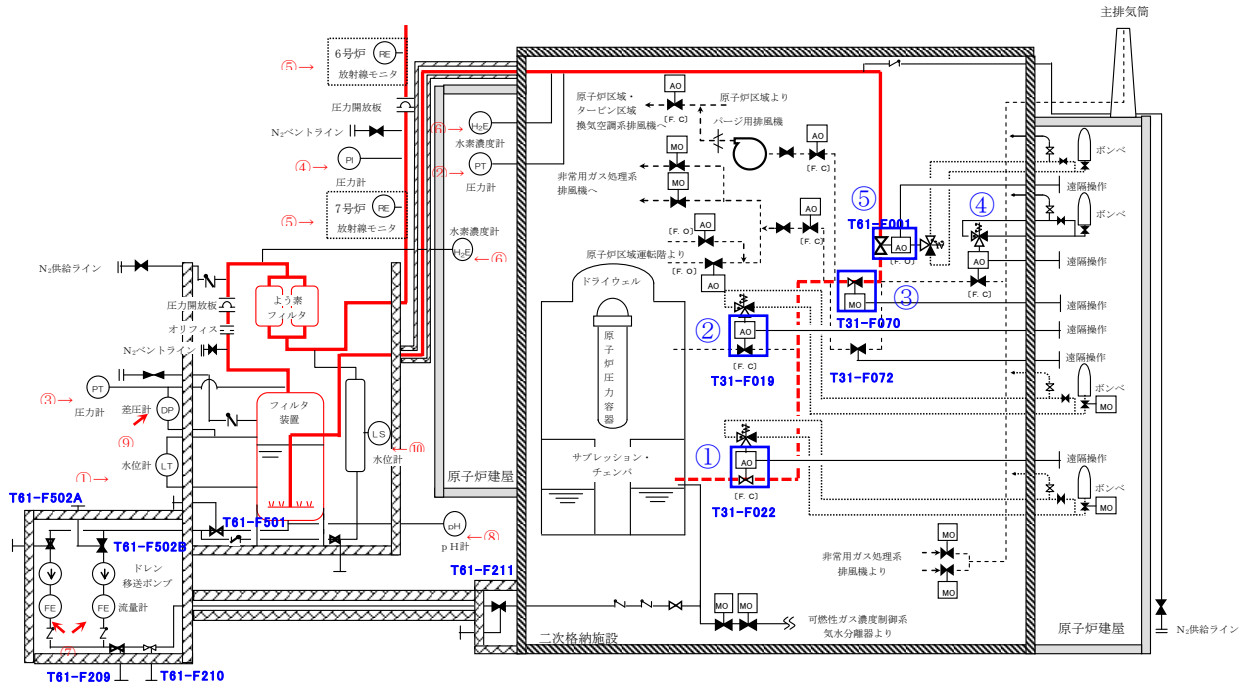 主排気筒
6号炉
RE
放射線モニタ
⑤→
圧力開放板
N₂ベントライン
④→
PI
圧力計
7号炉
RE
放射線モニタ
⑤→
⑥→
H₂E
水素濃度計
②→
PT
圧力計
水素濃度計
H₂E
←⑥
N₂供給ライン
圧力開放板
オリフィス
N₂ベントライン
よう素
フィルタ
③→
PT
圧力計
差圧計
DP
⑨
水位計
LT
①→
フィルタ
装置
LS
←⑩
水位計
原子炉建屋
T61-F502A
T61-F501
T61-F502B
pH
←⑧
pH計
T61-F211
ドレン
移送ポンプ
FE
FE
流量計
⑦
T61-F209
T61-F210
原子炉区域・
タービン区域
換気空調系排風機へ
AO
[F. C]
原子炉区域より
パージ用排風機
AO
[F. C]
MO
MO
非常用ガス処理系
排風機へ
AO
[F. C]
[F. O]
AO
原子炉区域運転階より
[F. O]
AO
ドライウェル
原子炉圧力容器
サプレッション・
チェンバ
②
AO
[F. C]
T31-F019
①
AO
[F. C]
T31-F022
⑤
T61-F001
AO
[F. O]
④
AO
[F. C]
③
MO
T31-F070
T31-F072
ボンベ
遠隔操作
ボンベ
遠隔操作
遠隔操作
遠隔操作
遠隔操作
ボンベ
MO
遠隔操作
ボンベ
MO
MO
非常用ガス処理系
排風機より
MO
MO
MO
可燃性ガス濃度制御系
気水分離器より
二次格納施設
原子炉建屋
N₂供給ライン